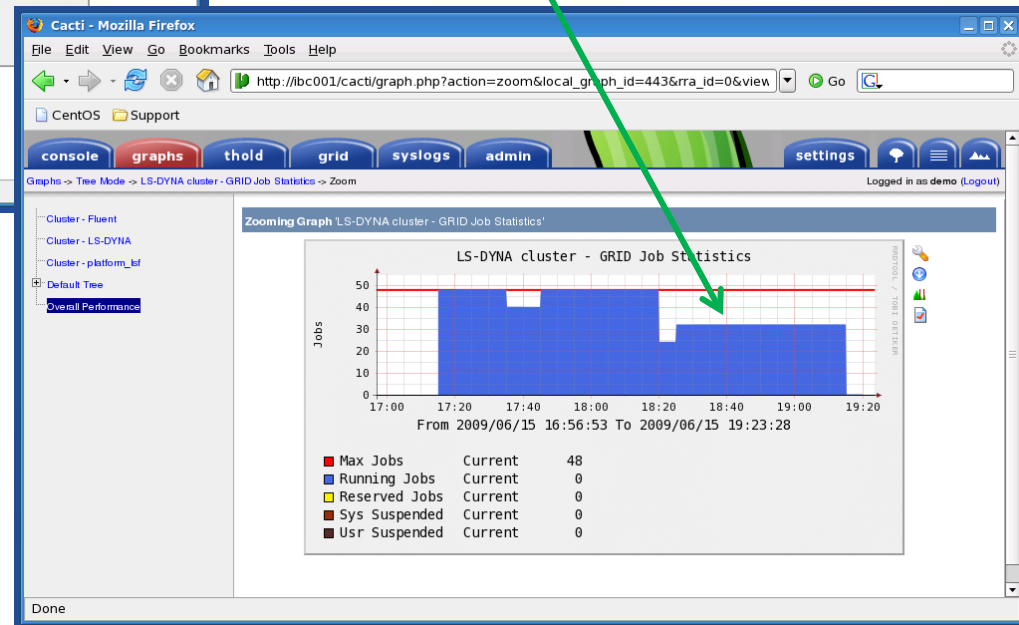 Cacti - Mozilla Firefox
File Edit View Go Bookmarks Tools Help
http://ibc001/cacti/graph.php?action=zoom&local_graph_id=443&rra_id=0&view Go G
CentOS Support
console graphs thold grid syslogs admin settings
Graphs -> Tree Mode -> LS-DYNA cluster - GRID Job Statistics -> Zoom Logged in as demo (Logout)
Cluster - Fluent
Cluster - LS-DYNA
Cluster - platform_lsf
Default Tree
Overall Performance
Zooming Graph 'LS-DYNA cluster - GRID Job Statistics'
LS-DYNA cluster - GRID Job Statistics
RRDTOOL / TOBI OETIKER
Jobs
50
40
30
20
10
0
17:00 17:20 17:40 18:00 18:20 18:40 19:00 19:20
From 2009/06/15 16:56:53 To 2009/06/15 19:23:28
Max Jobs Current 48
Running Jobs Current 0
Reserved Jobs Current 0
Sys Suspended Current 0
Usr Suspended Current 0
Done